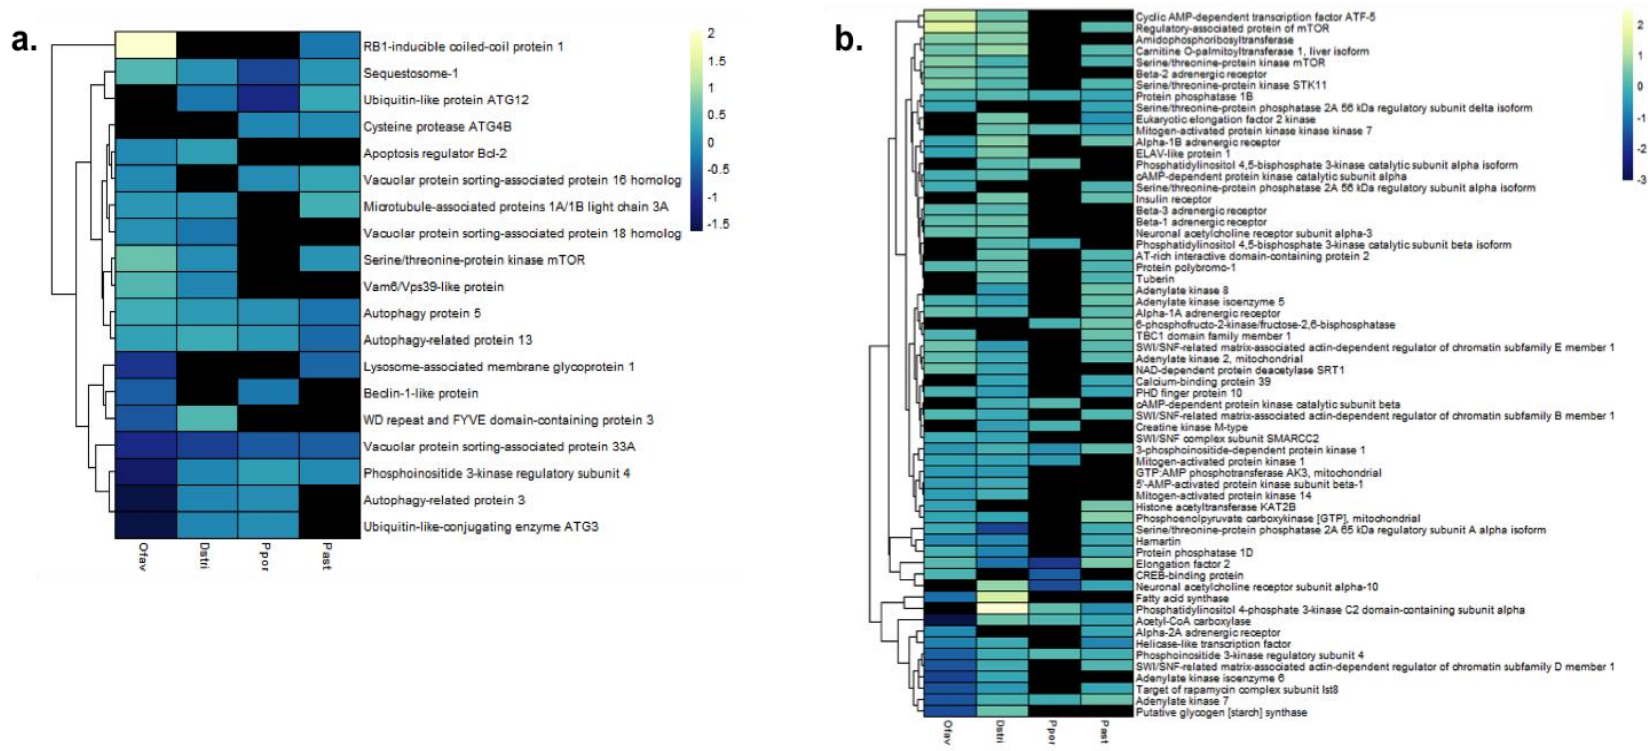 a.
RB1-inducible coiled-coil protein 1
Sequestosome-1
Ubiquitin-like protein ATG12
Cysteine protease ATG4B
Apoptosis regulator Bcl-2
Vacuolar protein sorting-associated protein 16 homolog
Microtubule-associated proteins 1A/1B light chain 3A
Vacuolar protein sorting-associated protein 18 homolog
Serine/threonine-protein kinase mTOR
Vam6/Vps39-like protein
Autophagy protein 5
Autophagy-related protein 13
Lysosome-associated membrane glycoprotein 1
Beclin-1-like protein
WD repeat and FYVE domain-containing protein 3
Vacuolar protein sorting-associated protein 33A
Phosphoinositide 3-kinase regulatory subunit 4
Autophagy-related protein 3
Ubiquitin-like-conjugating enzyme ATG3
Ofav
Dstri
Ppor
Past
2
1.5
1
0.5
0
-0.5
-1
-1.5
b.
Cyclic AMP-dependent transcription factor ATF-5
Regulatory-associated protein of mTOR
Amidophosphoribosyltransferase
Carnitine O-palmitoyltransferase 1, liver isoform
Serine/threonine-protein kinase mTOR
Beta-2 adrenergic receptor
Serine/threonine-protein kinase STK11
Protein phosphatase 1B
Serine/threonine-protein phosphatase 2A 56 kDa regulatory subunit delta isoform
Eukaryotic elongation factor 2 kinase
Mitogen-activated protein kinase kinase kinase 7
Alpha-1B adrenergic receptor
ELAV-like protein 1
Phosphatidylinositol 4,5-bisphosphate 3-kinase catalytic subunit alpha isoform
cAMP-dependent protein kinase catalytic subunit alpha
Serine/threonine-protein phosphatase 2A 56 kDa regulatory subunit alpha isoform
Insulin receptor
Beta-3 adrenergic receptor
Beta-1 adrenergic receptor
Neuronal acetylcholine receptor subunit alpha-3
Phosphatidylinositol 4,5-bisphosphate 3-kinase catalytic subunit beta isoform
AT-rich interactive domain-containing protein 2
Protein polybromo-1
Tuberin
Adenylate kinase 8
Adenylate kinase isoenzyme 5
Alpha-1A adrenergic receptor
6-phosphofructo-2-kinase/fructose-2,6-bisphosphatase
TBC1 domain family member 1
SWI/SNF-related matrix-associated actin-dependent regulator of chromatin subfamily E member 1
Adenylate kinase 2, mitochondrial
NAD-dependent protein deacetylase SRT1
Calcium-binding protein 39
PHD finger protein 10
cAMP-dependent protein kinase catalytic subunit beta
SWI/SNF-related matrix-associated actin-dependent regulator of chromatin subfamily B member 1
Creatine kinase M-type
SWI/SNF complex subunit SMARCC2
3-phosphoinositide-dependent protein kinase 1
Mitogen-activated protein kinase 1
GTP:AMP phosphotransferase AK3, mitochondrial
5'-AMP-activated protein kinase subunit beta-1
Mitogen-activated protein kinase 14
Histone acetyltransferase KAT2B
Phosphoenolpyruvate carboxykinase [GTP], mitochondrial
Serine/threonine-protein phosphatase 2A 65 kDa regulatory subunit A alpha isoform
Hamartin
Protein phosphatase 1D
Elongation factor 2
CREB-binding protein
Neuronal acetylcholine receptor subunit alpha-10
Fatty acid synthase
Phosphatidylinositol 4-phosphate 3-kinase C2 domain-containing subunit alpha
Acetyl-CoA carboxylase
Alpha-2A adrenergic receptor
Helicase-like transcription factor
Phosphoinositide 3-kinase regulatory subunit 4
SWI/SNF-related matrix-associated actin-dependent regulator of chromatin subfamily D member 1
Adenylate kinase isoenzyme 6
Target of rapamycin complex subunit lst8
Adenylate kinase 7
Putative glycogen [starch] synthase
Ofav
Dstri
Ppor
Past
2
1
0
-1
-2
-3